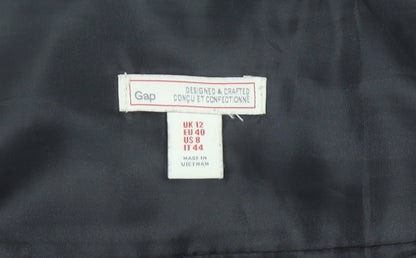 Gap
DESIGNED & CRAFTED
CONÇU ET CONFECTIONNÉ
UK 12
EU 40
US 8
IT 44
MADE IN
VIETNAM